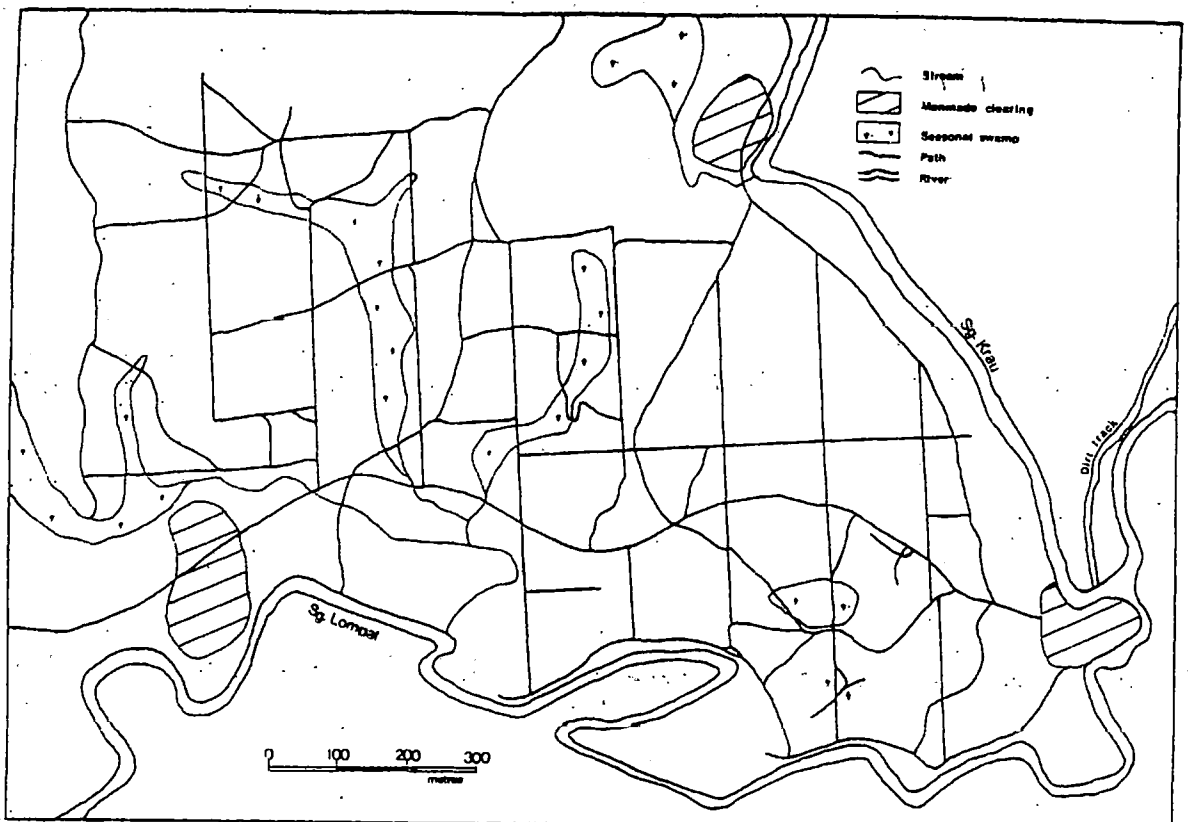 Stream
Manmade clearing
Seasonal swamp
Path
River
Sg. Krau
Dirt track
Sg. Lompat
0 100 200 300
metres